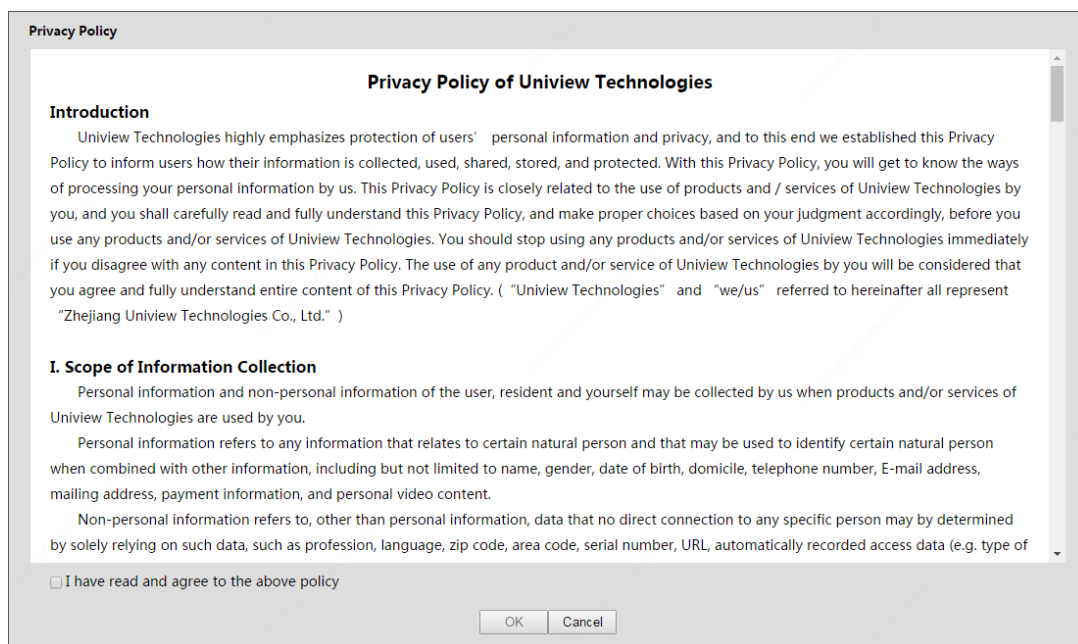 Privacy Policy
Privacy Policy of Uniview Technologies
Introduction
Uniview Technologies highly emphasizes protection of users’ personal information and privacy, and to this end we established this Privacy
Policy to inform users how their information is collected, used, shared, stored, and protected. With this Privacy Policy, you will get to know the ways
of processing your personal information by us. This Privacy Policy is closely related to the use of products and / services of Uniview Technologies by
you, and you shall carefully read and fully understand this Privacy Policy, and make proper choices based on your judgment accordingly, before you
use any products and/or services of Uniview Technologies. You should stop using any products and/or services of Uniview Technologies immediately
if you disagree with any content in this Privacy Policy. The use of any product and/or service of Uniview Technologies by you will be considered that
you agree and fully understand entire content of this Privacy Policy. ( “Uniview Technologies” and “we/us” referred to hereinafter all represent
“Zhejiang Uniview Technologies Co., Ltd.” )
I. Scope of Information Collection
Personal information and non-personal information of the user, resident and yourself may be collected by us when products and/or services of
Uniview Technologies are used by you.
Personal information refers to any information that relates to certain natural person and that may be used to identify certain natural person
when combined with other information, including but not limited to name, gender, date of birth, domicile, telephone number, E-mail address,
mailing address, payment information, and personal video content.
Non-personal information refers to, other than personal information, data that no direct connection to any specific person may by determined
by solely relying on such data, such as profession, language, zip code, area code, serial number, URL, automatically recorded access data (e.g. type of
I have read and agree to the above policy
OK
Cancel